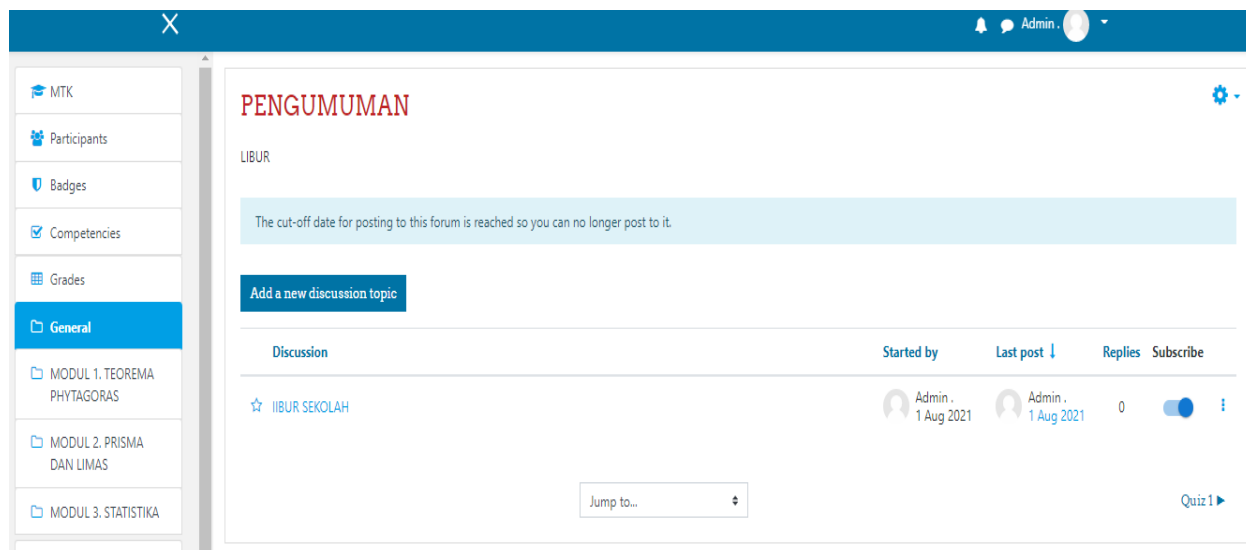 X
Admin .
MTK
Participants
Badges
Competencies
Grades
General
MODUL 1. TEOREMA
PHYTAGORAS
MODUL 2. PRISMA
DAN LIMAS
MODUL 3. STATISTIKA
PENGUMUMAN
LIBUR
The cut-off date for posting to this forum is reached so you can no longer post to it.
Add a new discussion topic
Discussion Started by Last post ↓ Replies Subscribe
IIBUR SEKOLAH Admin . Admin . 0
1 Aug 2021 1 Aug 2021
Jump to...
Quiz 1 ▶